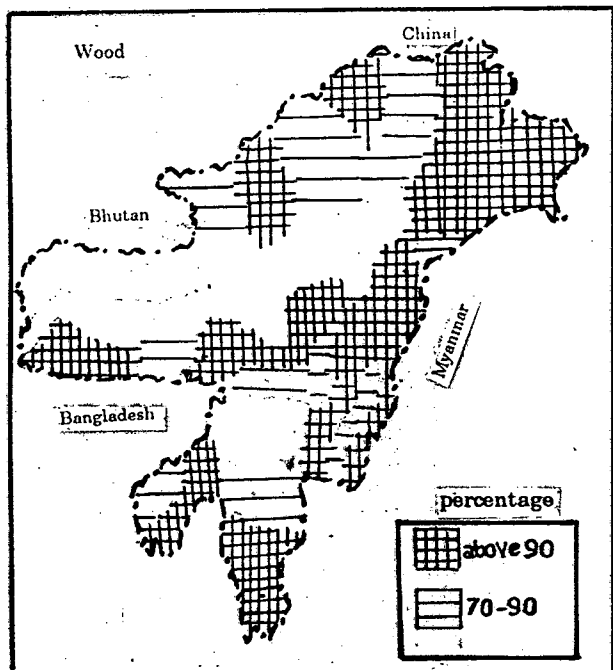 Wood
China
Bhutan
Myanmar
Bangladesh
percentage
above 90
70-90